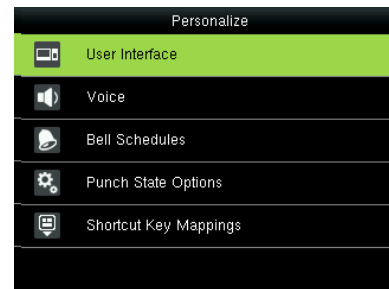 Personalize
User Interface
Voice
Bell Schedules
Punch State Options
Shortcut Key Mappings